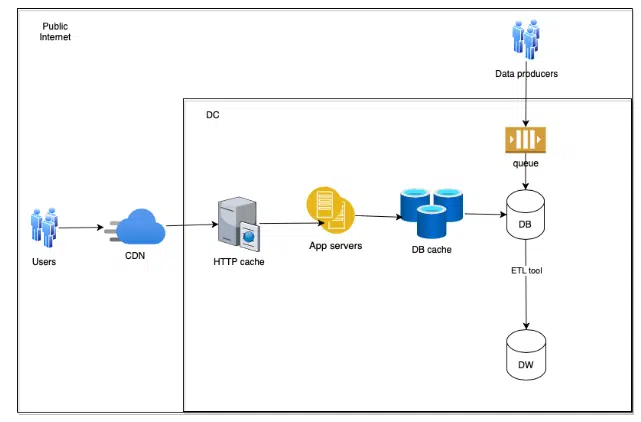 Public
Internet
Data producers
DC
queue
Users
CDN
HTTP cache
App servers
DB cache
DB
ETL tool
DW